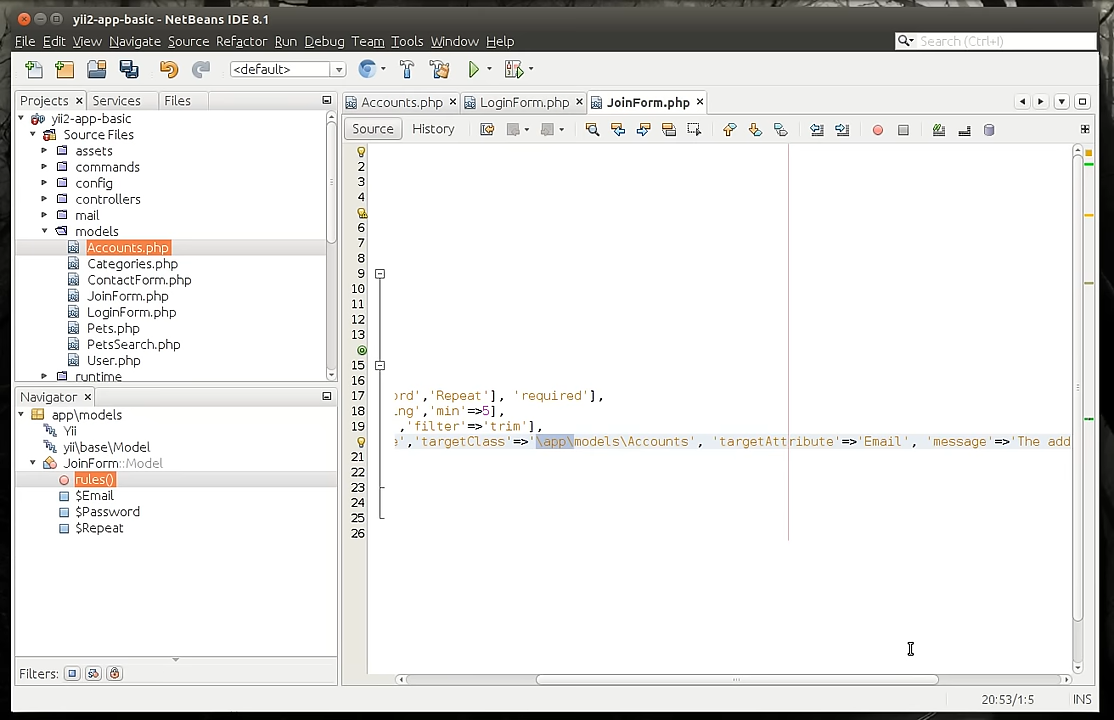 yii2-app-basic - NetBeans IDE 8.1
File Edit View Navigate Source Refactor Run Debug Team Tools Window Help
Search (Ctrl+I)
<default>
Projects Services Files
Accounts.php LoginForm.php JoinForm.php
yii2-app-basic
Source Files
assets
commands
config
controllers
mail
models
Accounts.php
Categories.php
ContactForm.php
JoinForm.php
LoginForm.php
Pets.php
PetsSearch.php
User.php
runtime
Navigator
app\models
Yii
yii\base\Model
JoinForm::Model
rules()
$Email
$Password
$Repeat
Filters:
Source History
2
3
4
6
7
8
9
10
11
12
13
15
16
17 ord','Repeat'], 'required'],
18 ing','min'=>5],
19 ,'filter'=>'trim'],
e','targetClass'=>'\app\models\Accounts', 'targetAttribute'=>'Email', 'message'=>'The add
21
22
23
24
25
26
20:53/1:5 INS